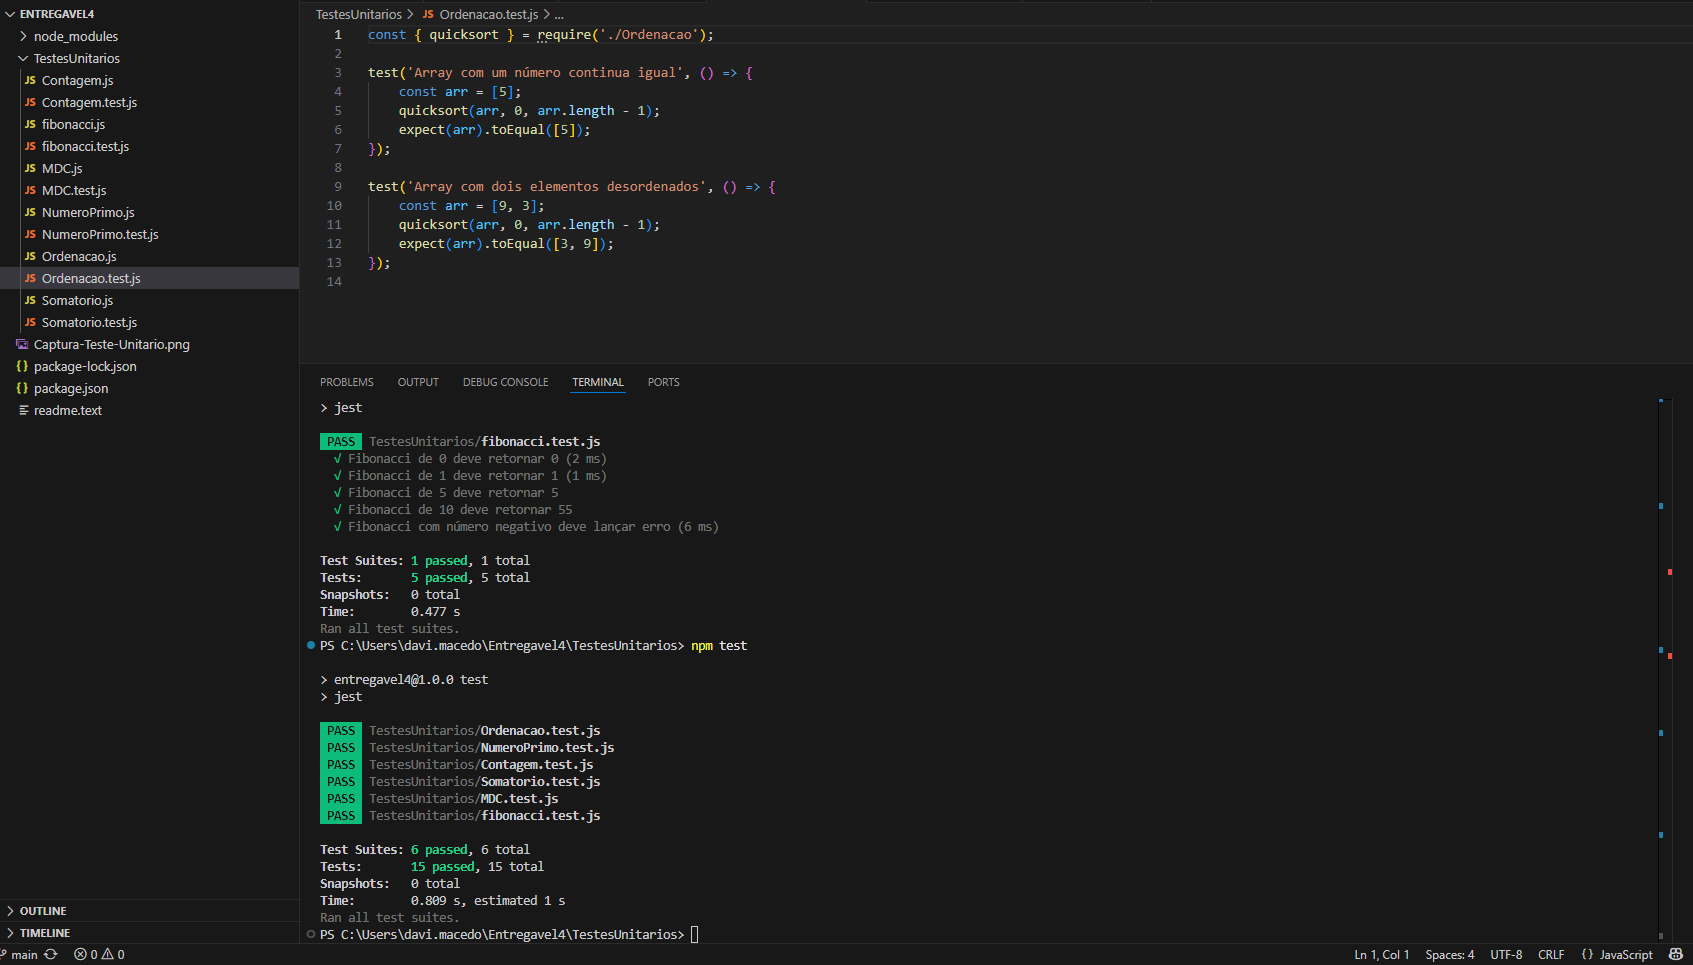 ENTREGAVEL4
node_modules
TestesUnitarios
JS Contagem.js
JS Contagem.test.js
JS fibonacci.js
JS fibonacci.test.js
JS MDC.js
JS MDC.test.js
JS NumeroPrimo.js
JS NumeroPrimo.test.js
JS Ordenacao.js
JS Ordenacao.test.js
JS Somatorio.js
JS Somatorio.test.js
Captura-Teste-Unitario.png
{} package-lock.json
{} package.json
readme.text
OUTLINE
TIMELINE
TestesUnitarios > JS Ordenacao.test.js > ...
1 const { quicksort } = require('./Ordenacao');
2
3 test('Array com um número continua igual', () => {
4     const arr = [5];
5     quicksort(arr, 0, arr.length - 1);
6     expect(arr).toEqual([5]);
7 });
8
9 test('Array com dois elementos desordenados', () => {
10     const arr = [9, 3];
11     quicksort(arr, 0, arr.length - 1);
12     expect(arr).toEqual([3, 9]);
13 });
14
PROBLEMS OUTPUT DEBUG CONSOLE TERMINAL PORTS
> jest
PASS TestesUnitarios/fibonacci.test.js
√ Fibonacci de 0 deve retornar 0 (2 ms)
√ Fibonacci de 1 deve retornar 1 (1 ms)
√ Fibonacci de 5 deve retornar 5
√ Fibonacci de 10 deve retornar 55
√ Fibonacci com número negativo deve lançar erro (6 ms)
Test Suites: 1 passed, 1 total
Tests: 5 passed, 5 total
Snapshots: 0 total
Time: 0.477 s
Ran all test suites.
PS C:\Users\davi.macedo\Entregavel4\TestesUnitarios> npm test
> entregavel4@1.0.0 test
> jest
PASS TestesUnitarios/Ordenacao.test.js
PASS TestesUnitarios/NumeroPrimo.test.js
PASS TestesUnitarios/Contagem.test.js
PASS TestesUnitarios/Somatorio.test.js
PASS TestesUnitarios/MDC.test.js
PASS TestesUnitarios/fibonacci.test.js
Test Suites: 6 passed, 6 total
Tests: 15 passed, 15 total
Snapshots: 0 total
Time: 0.809 s, estimated 1 s
Ran all test suites.
PS C:\Users\davi.macedo\Entregavel4\TestesUnitarios>
main 0 0 Ln 1, Col 1 Spaces: 4 UTF-8 CRLF {} JavaScript